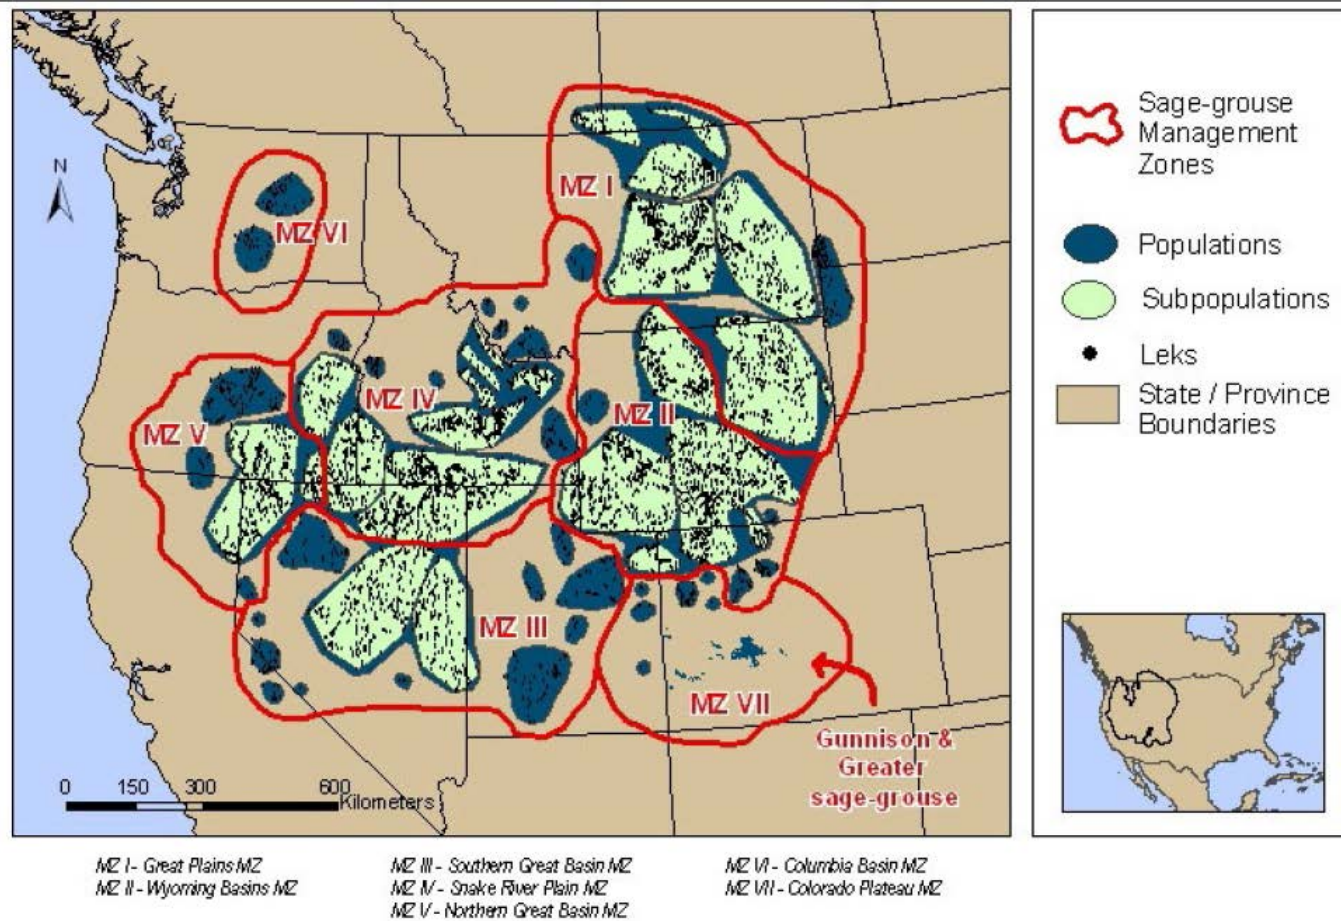 N
MZ I
MZ VI
MZ IV
MZ II
MZ V
MZ III
MZ VII
Gunnison &
Greater
sage-grouse
0 150 300 600
Kilometers
Sage-grouse
Management
Zones
Populations
Subpopulations
Leks
State / Province
Boundaries
MZ I - Great Plains MZ
MZ II - Wyoming Basins MZ
MZ III - Southern Great Basin MZ
MZ IV - Snake River Plain MZ
MZ V - Northern Great Basin MZ
MZ VI - Columbia Basin MZ
MZ VII - Colorado Plateau MZ